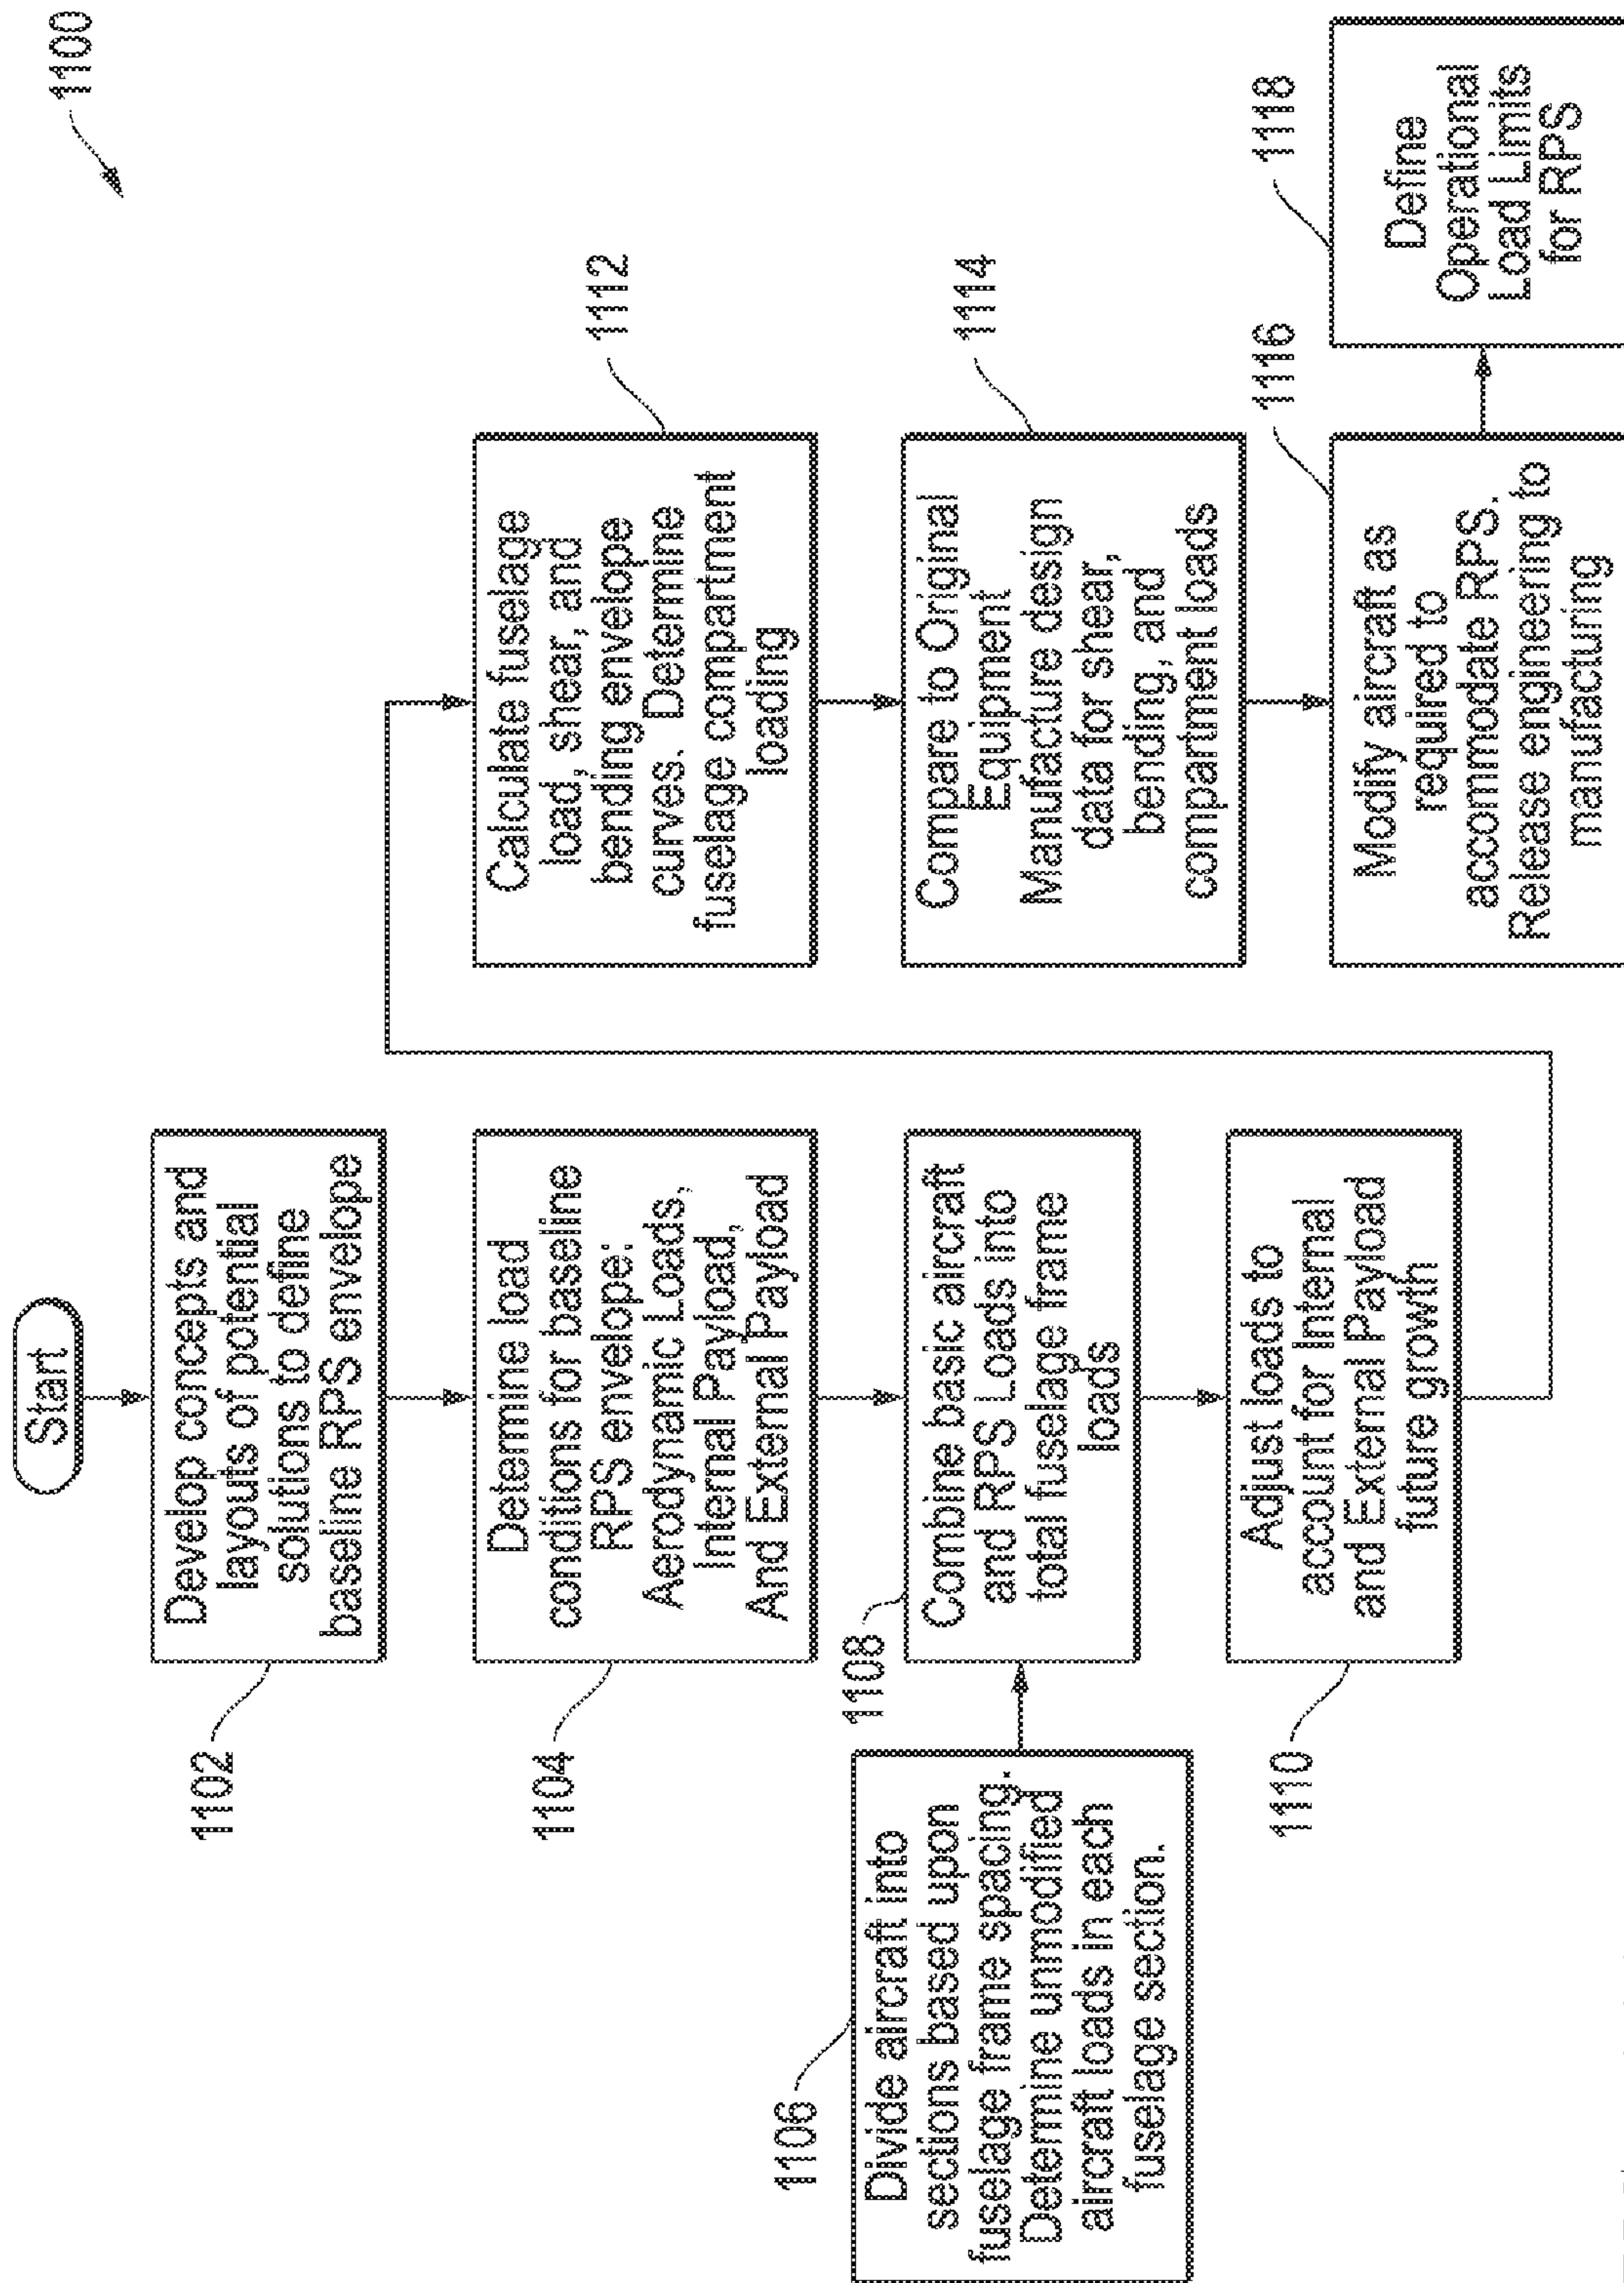 1100
Start
Develop concepts and
layouts of potential
solutions to define
baseline RPS envelope
1102
Determine load
conditions for baseline
RPS envelope:
Aerodynamic Loads,
Internal Payload,
And External Payload
1104
Divide aircraft into
sections based upon
fuselage frame spacing.
Determine unmodified
aircraft loads in each
fuselage section.
1106
Combine basic aircraft
and RPS Loads into
total fuselage frame
loads
1108
Adjust loads to
account for Internal
and External Payload
future growth
1110
Calculate fuselage
load, shear, and
bending envelope
curves. Determine
fuselage compartment
loading
1112
Compare to Original
Equipment
Manufacture design
data for shear,
bending, and
compartment loads
1114
Modify aircraft as
required to
accommodate RPS.
Release engineering to
manufacturing
1116
Define
Operational
Load Limits
for RPS
1118